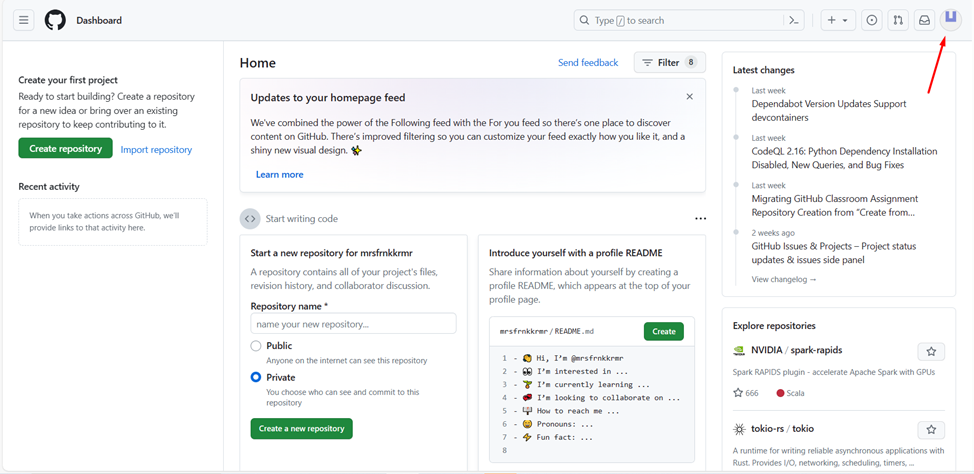 Dashboard
Type / to search
Create your first project
Ready to start building? Create a repository
for a new idea or bring over an existing
repository to keep contributing to it.
Create repository
Import repository
Recent activity
When you take actions across GitHub, we'll
provide links to that activity here.
Home
Send feedback
Filter 8
Updates to your homepage feed
We've combined the power of the Following feed with the For you feed so there's one place to discover
content on GitHub. There's improved filtering so you can customize your feed exactly how you like it, and a
shiny new visual design.
Learn more
Start writing code
Start a new repository for mrsfrnkkrmr
A repository contains all of your project's files,
revision history, and collaborator discussion.
Repository name *
name your new repository...
Public
Anyone on the internet can see this repository
Private
You choose who can see and commit to this
repository
Create a new repository
Introduce yourself with a profile README
Share information about yourself by creating a
profile README, which appears at the top of your
profile page.
mrsfrnkkrmr / README.md
Create
1 - 👋 Hi, I'm @mrsfrnkkrmr
2 - 👀 I'm interested in ...
3 - 🌱 I'm currently learning ...
4 - 💞️ I'm looking to collaborate on ...
5 - 📫 How to reach me ...
6 - 😄 Pronouns: ...
7 - ⚡ Fun fact: ...
8
Latest changes
Last week
Dependabot Version Updates Support
devcontainers
Last week
CodeQL 2.16: Python Dependency Installation
Disabled, New Queries, and Bug Fixes
Last week
Migrating GitHub Classroom Assignment
Repository Creation from "Create from...
2 weeks ago
GitHub Issues & Projects – Project status
updates & issues side panel
View changelog →
Explore repositories
NVIDIA / spark-rapids
Spark RAPIDS plugin - accelerate Apache Spark with GPUs
666
Scala
tokio-rs / tokio
A runtime for writing reliable asynchronous applications with
Rust. Provides I/O, networking, scheduling, timers, ...